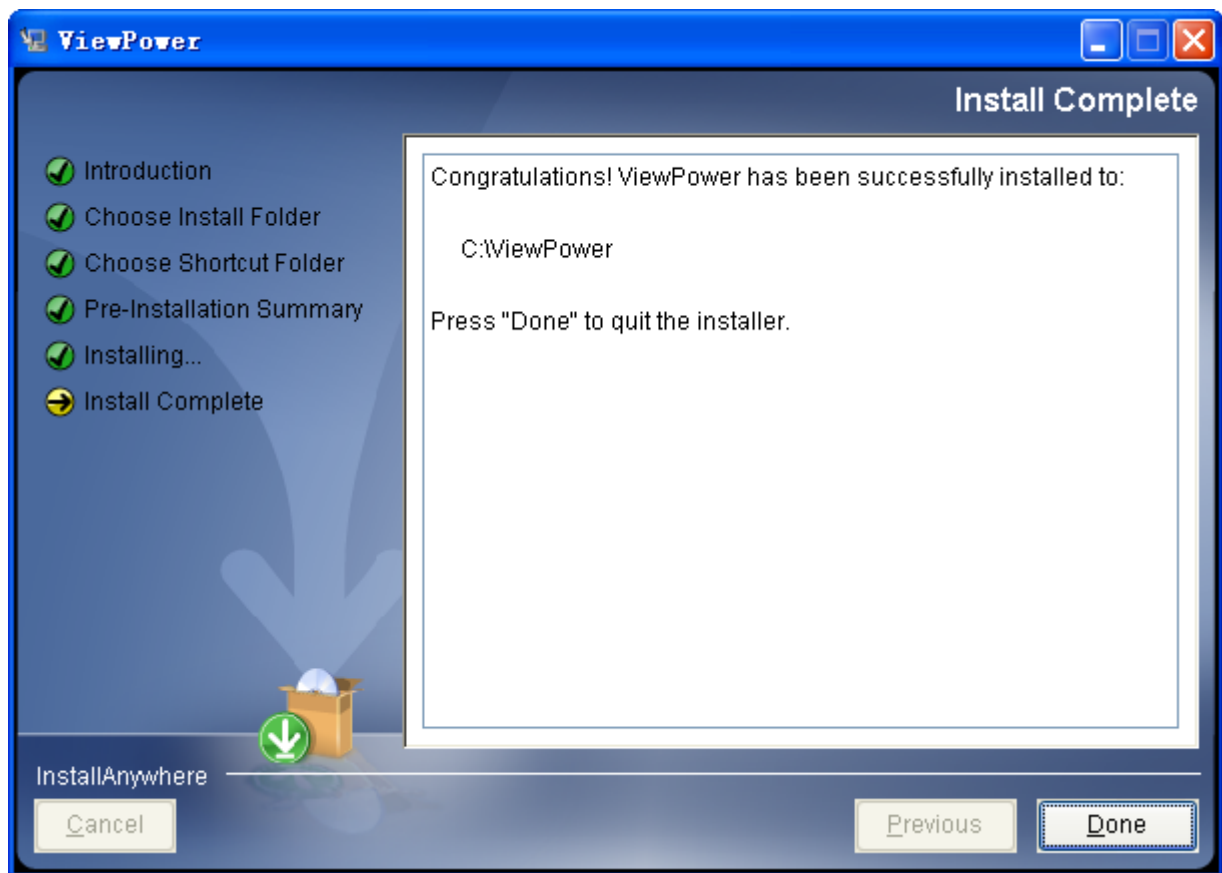 ViewPower
Install Complete
Introduction
Choose Install Folder
Choose Shortcut Folder
Pre-Installation Summary
Installing...
Install Complete
Congratulations! ViewPower has been successfully installed to:
C:\ViewPower
Press "Done" to quit the installer.
InstallAnywhere
Cancel
Previous
Done